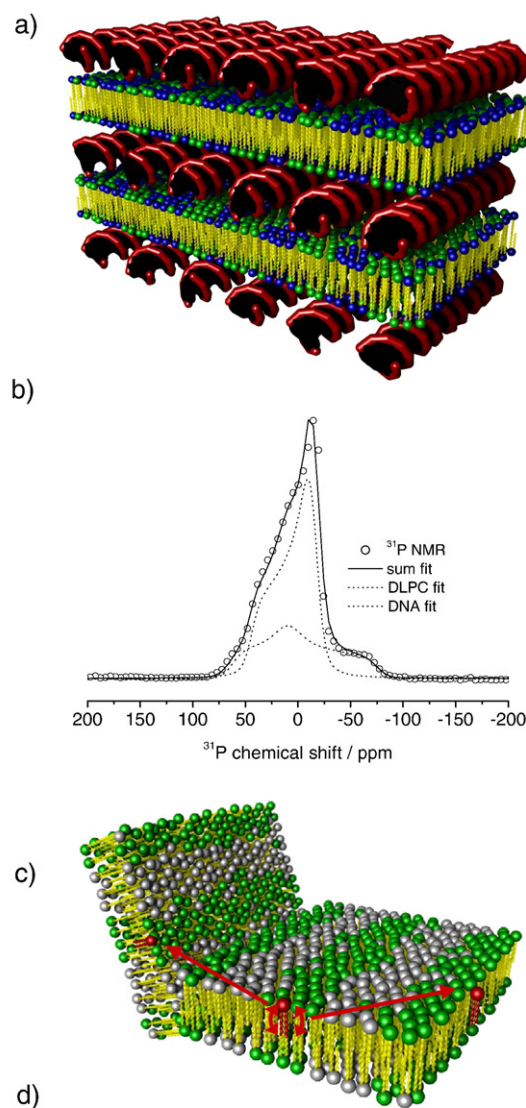 a)
b)
³¹P NMR
sum fit
DLPC fit
DNA fit
200 150 100 50 0 -50 -100 -150 -200
³¹P chemical shift / ppm
c)
d)